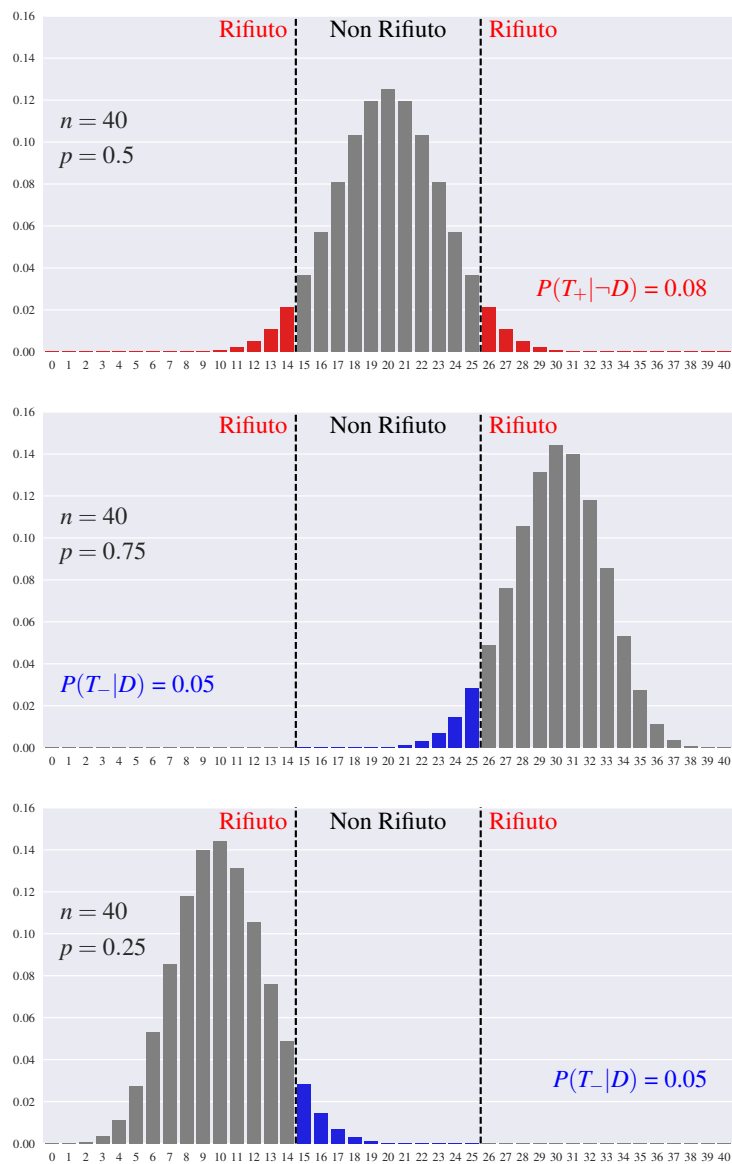 0.16
Rifiuto Non Rifiuto Rifiuto
0.14
0.12
n = 40
0.10
p = 0.5
0.08
0.06
0.04
P(T₊|¬D) = 0.08
0.02
0.00
0 1 2 3 4 5 6 7 8 9 10 11 12 13 14 15 16 17 18 19 20 21 22 23 24 25 26 27 28 29 30 31 32 33 34 35 36 37 38 39 40
0.16
Rifiuto Non Rifiuto Rifiuto
0.14
0.12
n = 40
0.10
p = 0.75
0.08
0.06
0.04
P(T₋|D) = 0.05
0.02
0.00
0 1 2 3 4 5 6 7 8 9 10 11 12 13 14 15 16 17 18 19 20 21 22 23 24 25 26 27 28 29 30 31 32 33 34 35 36 37 38 39 40
0.16
Rifiuto Non Rifiuto Rifiuto
0.14
0.12
n = 40
0.10
p = 0.25
0.08
0.06
0.04
P(T₋|D) = 0.05
0.02
0.00
0 1 2 3 4 5 6 7 8 9 10 11 12 13 14 15 16 17 18 19 20 21 22 23 24 25 26 27 28 29 30 31 32 33 34 35 36 37 38 39 40